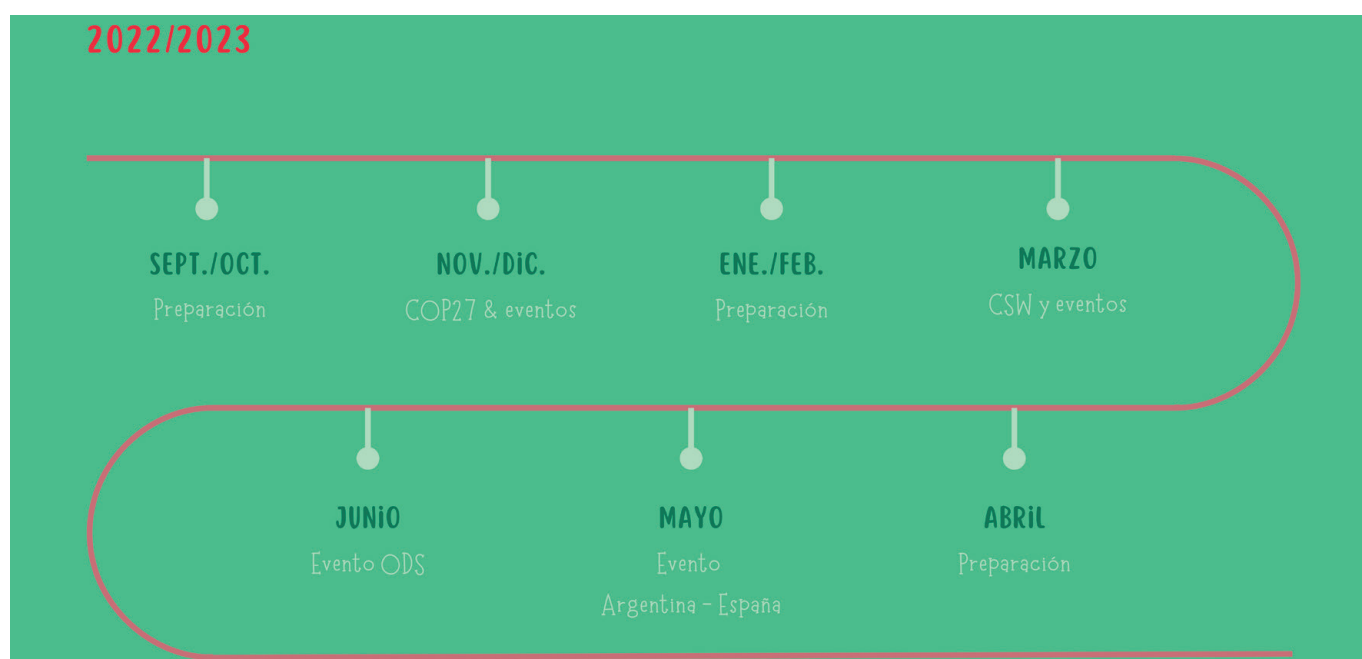 2022/2023
SEPT./OCT.
Preparación
NOV./DiC.
COP27 & eventos
ENE./FEB.
Preparación
MARZO
CSW y eventos
ABRiL
Preparación
MAYO
Evento
Argentina - España
JUNiO
Evento ODS